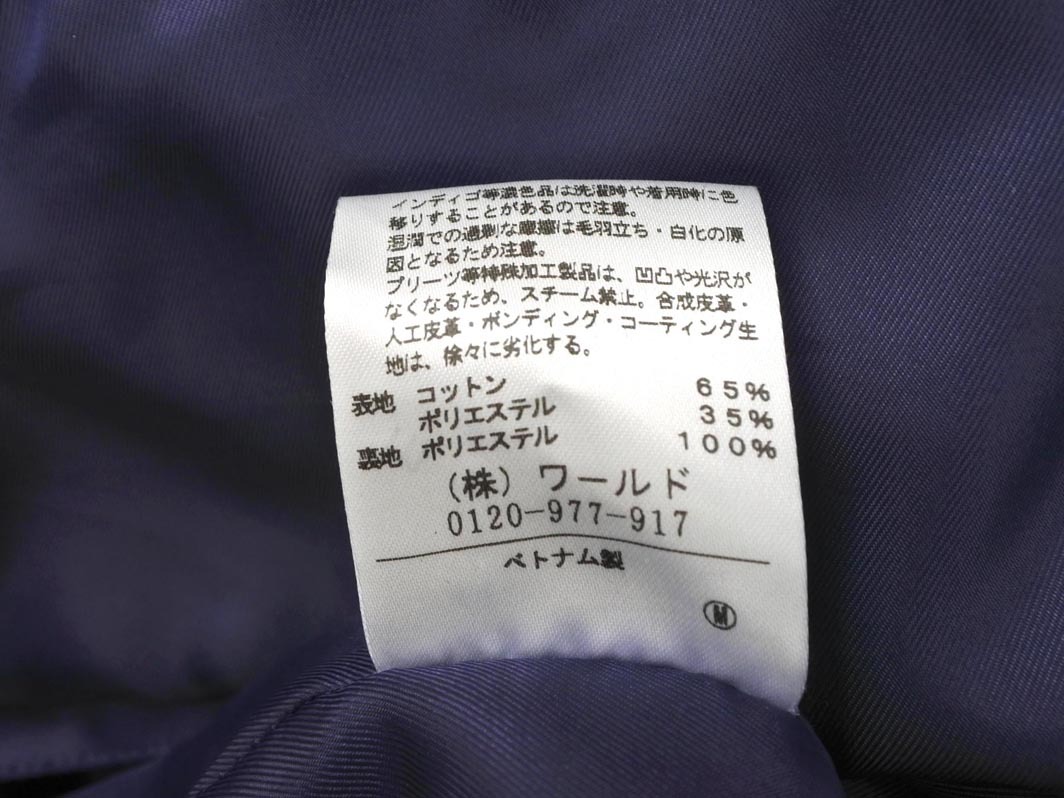 インディゴ等濃色品は洗濯時や着用時に色
移りすることがあるので注意。
湿潤での過剰な摩擦は毛羽立ち・白化の原
因となるため注意。
プリーツ等特殊加工製品は、凹凸や光沢が
なくなるため、スチーム禁止。合成皮革・
人工皮革・ボンディング・コーティング生
地は、徐々に劣化する。
表地 コットン 65%
ポリエステル 35%
裏地 ポリエステル 100%
(株) ワールド
0120-977-917
ベトナム製
M